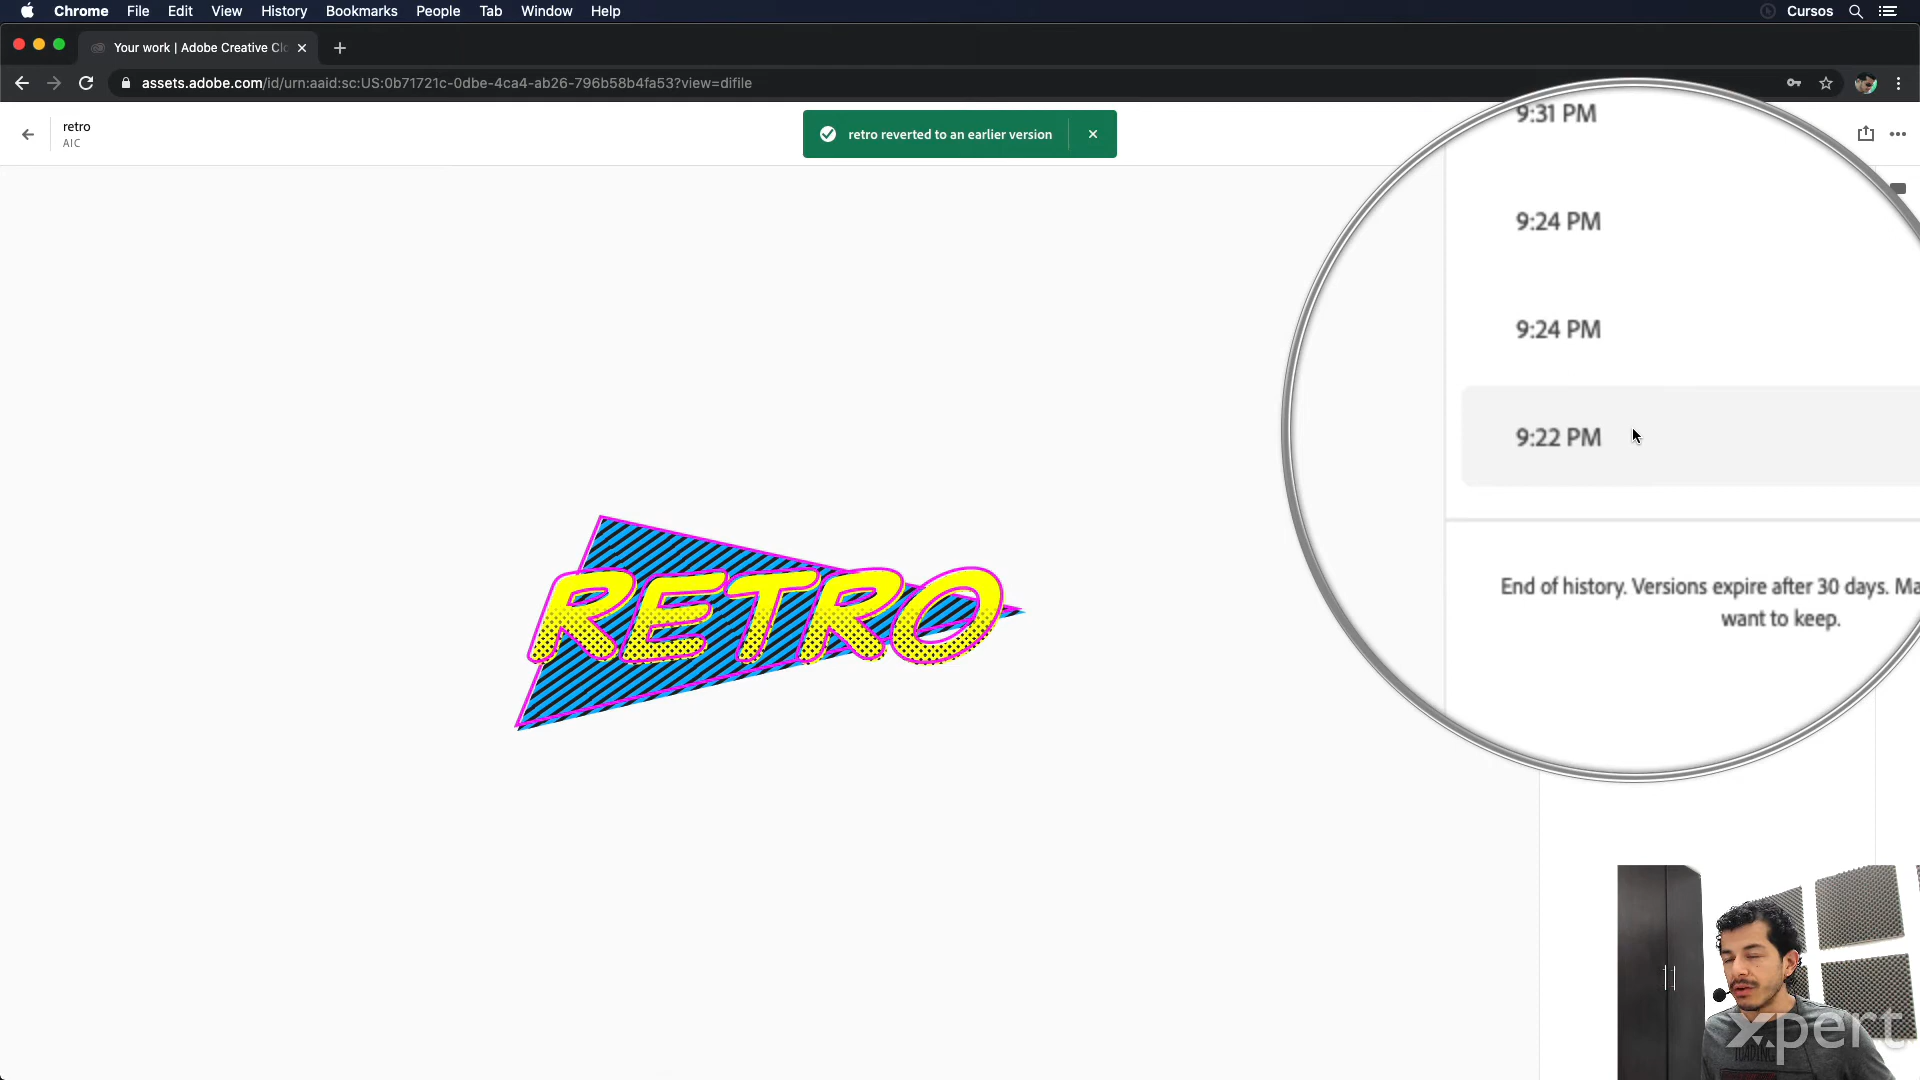 Chrome File Edit View History Bookmarks People Tab Window Help
Cursos
Your work | Adobe Creative Clo
assets.adobe.com/id/urn:aaid:sc:US:0b71721c-0dbe-4ca4-ab26-796b58b4fa53?view=difile
retro
AIC
retro reverted to an earlier version
9:31 PM
9:24 PM
9:24 PM
9:22 PM
End of history. Versions expire after 30 days. Ma
want to keep.
RETRO
xpert
LOADING